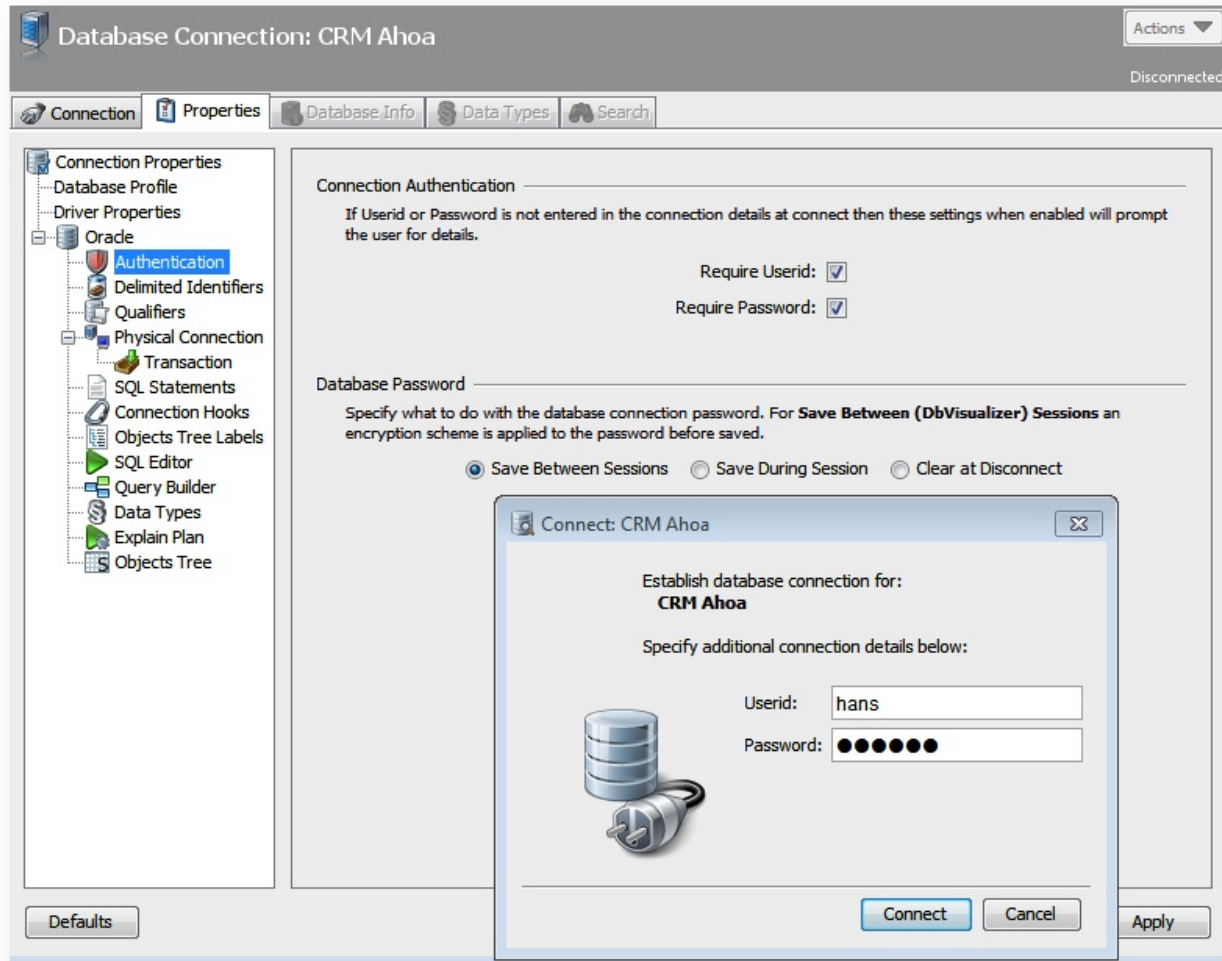 Database Connection: CRM Ahoa
Actions
Disconnected
Connection
Properties
Database Info
Data Types
Search
Connection Properties
Database Profile
Driver Properties
Oracle
Authentication
Delimited Identifiers
Qualifiers
Physical Connection
Transaction
SQL Statements
Connection Hooks
Objects Tree Labels
SQL Editor
Query Builder
Data Types
Explain Plan
Objects Tree
Connection Authentication
If Userid or Password is not entered in the connection details at connect then these settings when enabled will prompt
the user for details.
Require Userid:
Require Password:
Database Password
Specify what to do with the database connection password. For Save Between (DbVisualizer) Sessions an
encryption scheme is applied to the password before saved.
Save Between Sessions Save During Session Clear at Disconnect
Connect: CRM Ahoa
Establish database connection for:
CRM Ahoa
Specify additional connection details below:
Userid: hans
Password: ●●●●●●
Connect Cancel
Defaults
Apply